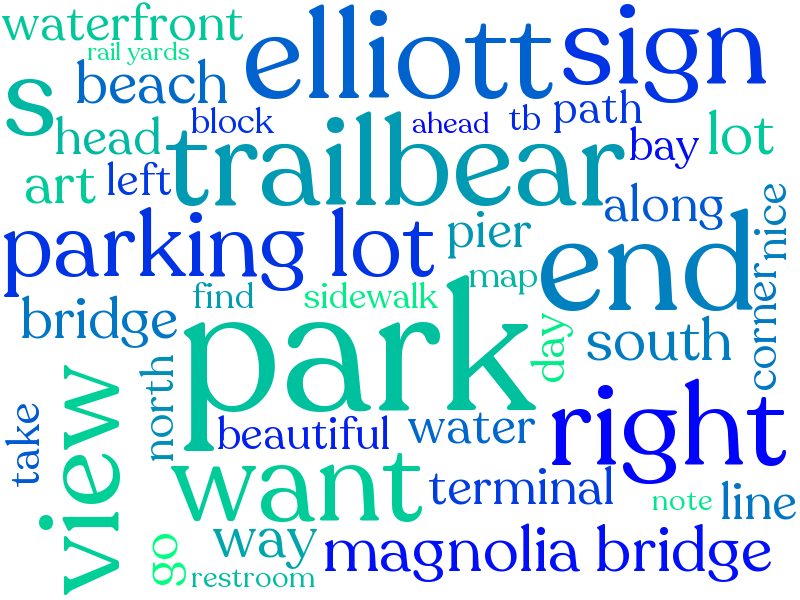 waterfront
rail yards
elliott
sign
s
beach
block
ahead
tb
path
head
trailbear
bay
lot
art
left
along
nice
parking lot
pier
end
map
corner
bridge
find
sidewalk
park
day
south
view
north
take
beautiful
water
right
want
terminal
note
line
go
way
magnolia bridge
restroom